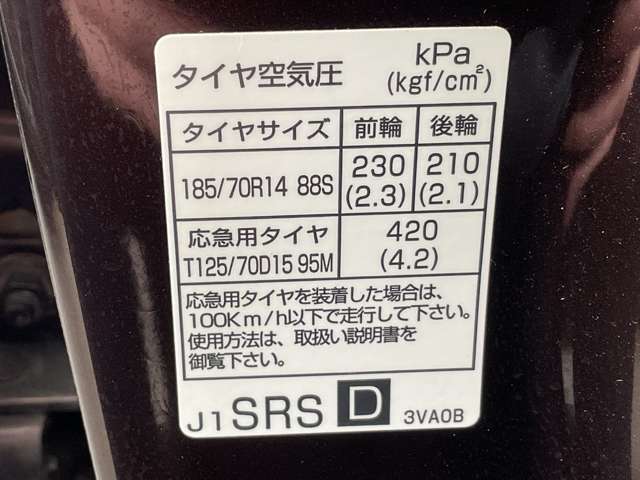 タイヤ空気圧 kPa (kgf/cm²)
タイヤサイズ 前輪 後輪
185/70R14 88S 230 (2.3) 210 (2.1)
応急用タイヤ T125/70D15 95M 420 (4.2)
応急用タイヤを装着した場合は、
100Km/h以下で走行して下さい。
使用方法は、取扱い説明書を
御覧下さい。
J1SRS D 3VA0B